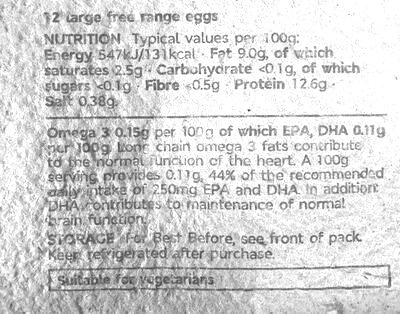 12 large free range eggs
NUTRITION Typical values per 100g:
Energy 547kJ/131kcal · Fat 9.0g, of which
saturates 2.5g · Carbohydrate <0.1g, of which
sugars <0.1g · Fibre <0.5g · Protein 12.6g ·
Salt 0.38g.
Omega 3 0.15g per 100g of which EPA, DHA 0.11g
per 100g Long chain omega 3 fats contribute
to the normal function of the heart. A 100g
serving provides 0.11g, 44% of the recommended
daily intake of 250mg EPA and DHA. In addition
DHA contributes to maintenance of normal
brain function.
STORAGE For Best Before, see front of pack.
Keep refrigerated after purchase.
Suitable for vegetarians